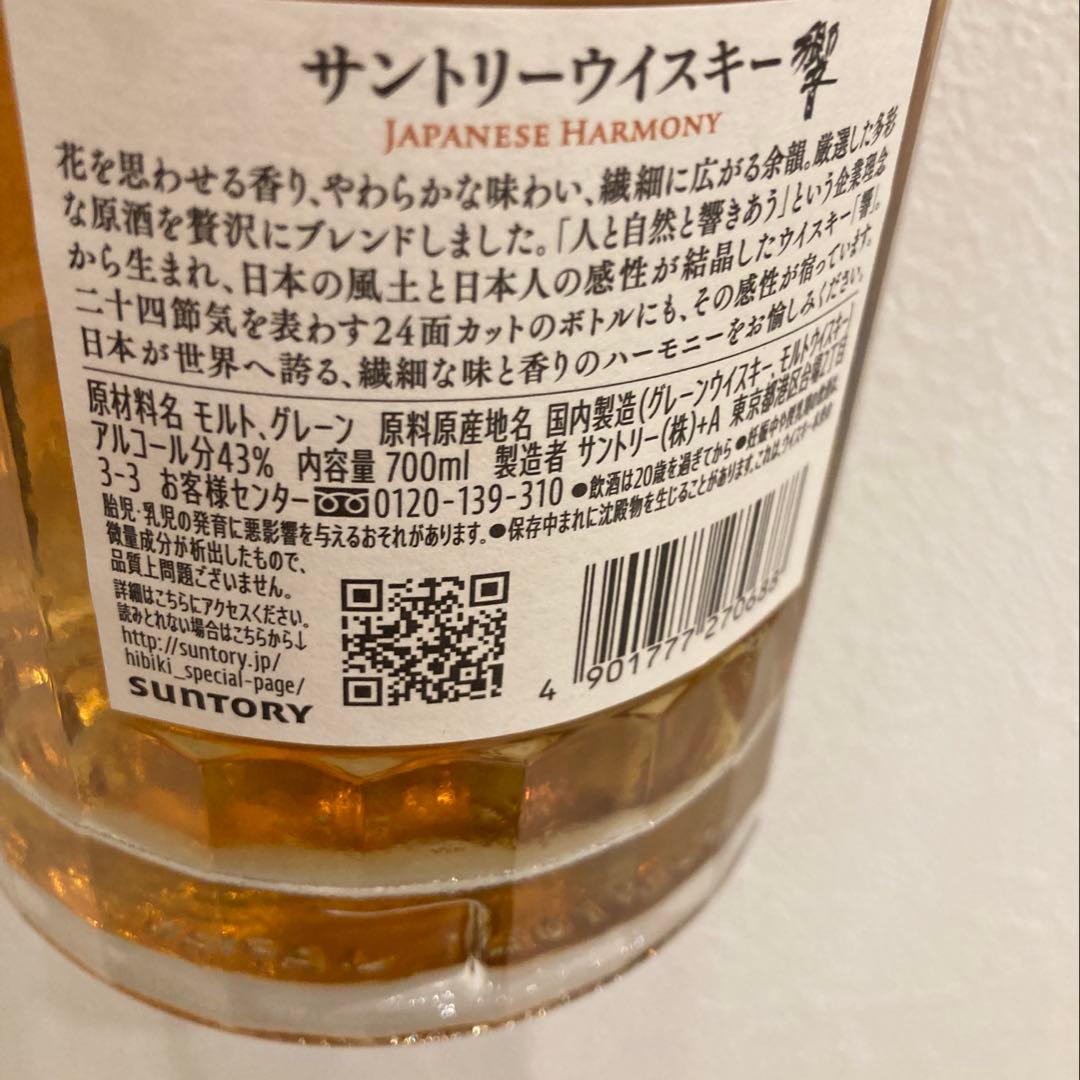 サントリーウイスキー 響
JAPANESE HARMONY
花を思わせる香り、やわらかな味わい、繊細に広がる余韻。厳選した多彩
な原酒を贅沢にブレンドしました。「人と自然と響きあう」という企業理念
から生まれ、日本の風土と日本人の感性が結晶したウイスキー「響」。
二十四節気を表わす24面カットのボトルにも、その感性が宿っています。
日本が世界へ誇る、繊細な味と香りのハーモニーをお愉しみください。
原材料名 モルト、グレーン 原料原産地名 国内製造(グレーンウイスキー、モルトウイスキー)
アルコール分43% 内容量 700ml 製造者 サントリー(株)+A 東京都港区台場2丁目
3-3 お客様センター 0120-139-310 ●飲酒は20歳を過ぎてから ●妊娠中や授乳期の飲酒は、
胎児・乳児の発育に悪影響を与えるおそれがあります。●保存中まれに沈殿物を生じることがあります。これは、ウイスキー原酒中の
微量成分が析出したもので、
品質上問題ございません。
詳細はこちらにアクセスください。
読みとれない場合はこちらから↓
http://suntory.jp/
hibiki_special-page/
SUNTORY
4 901777 270688